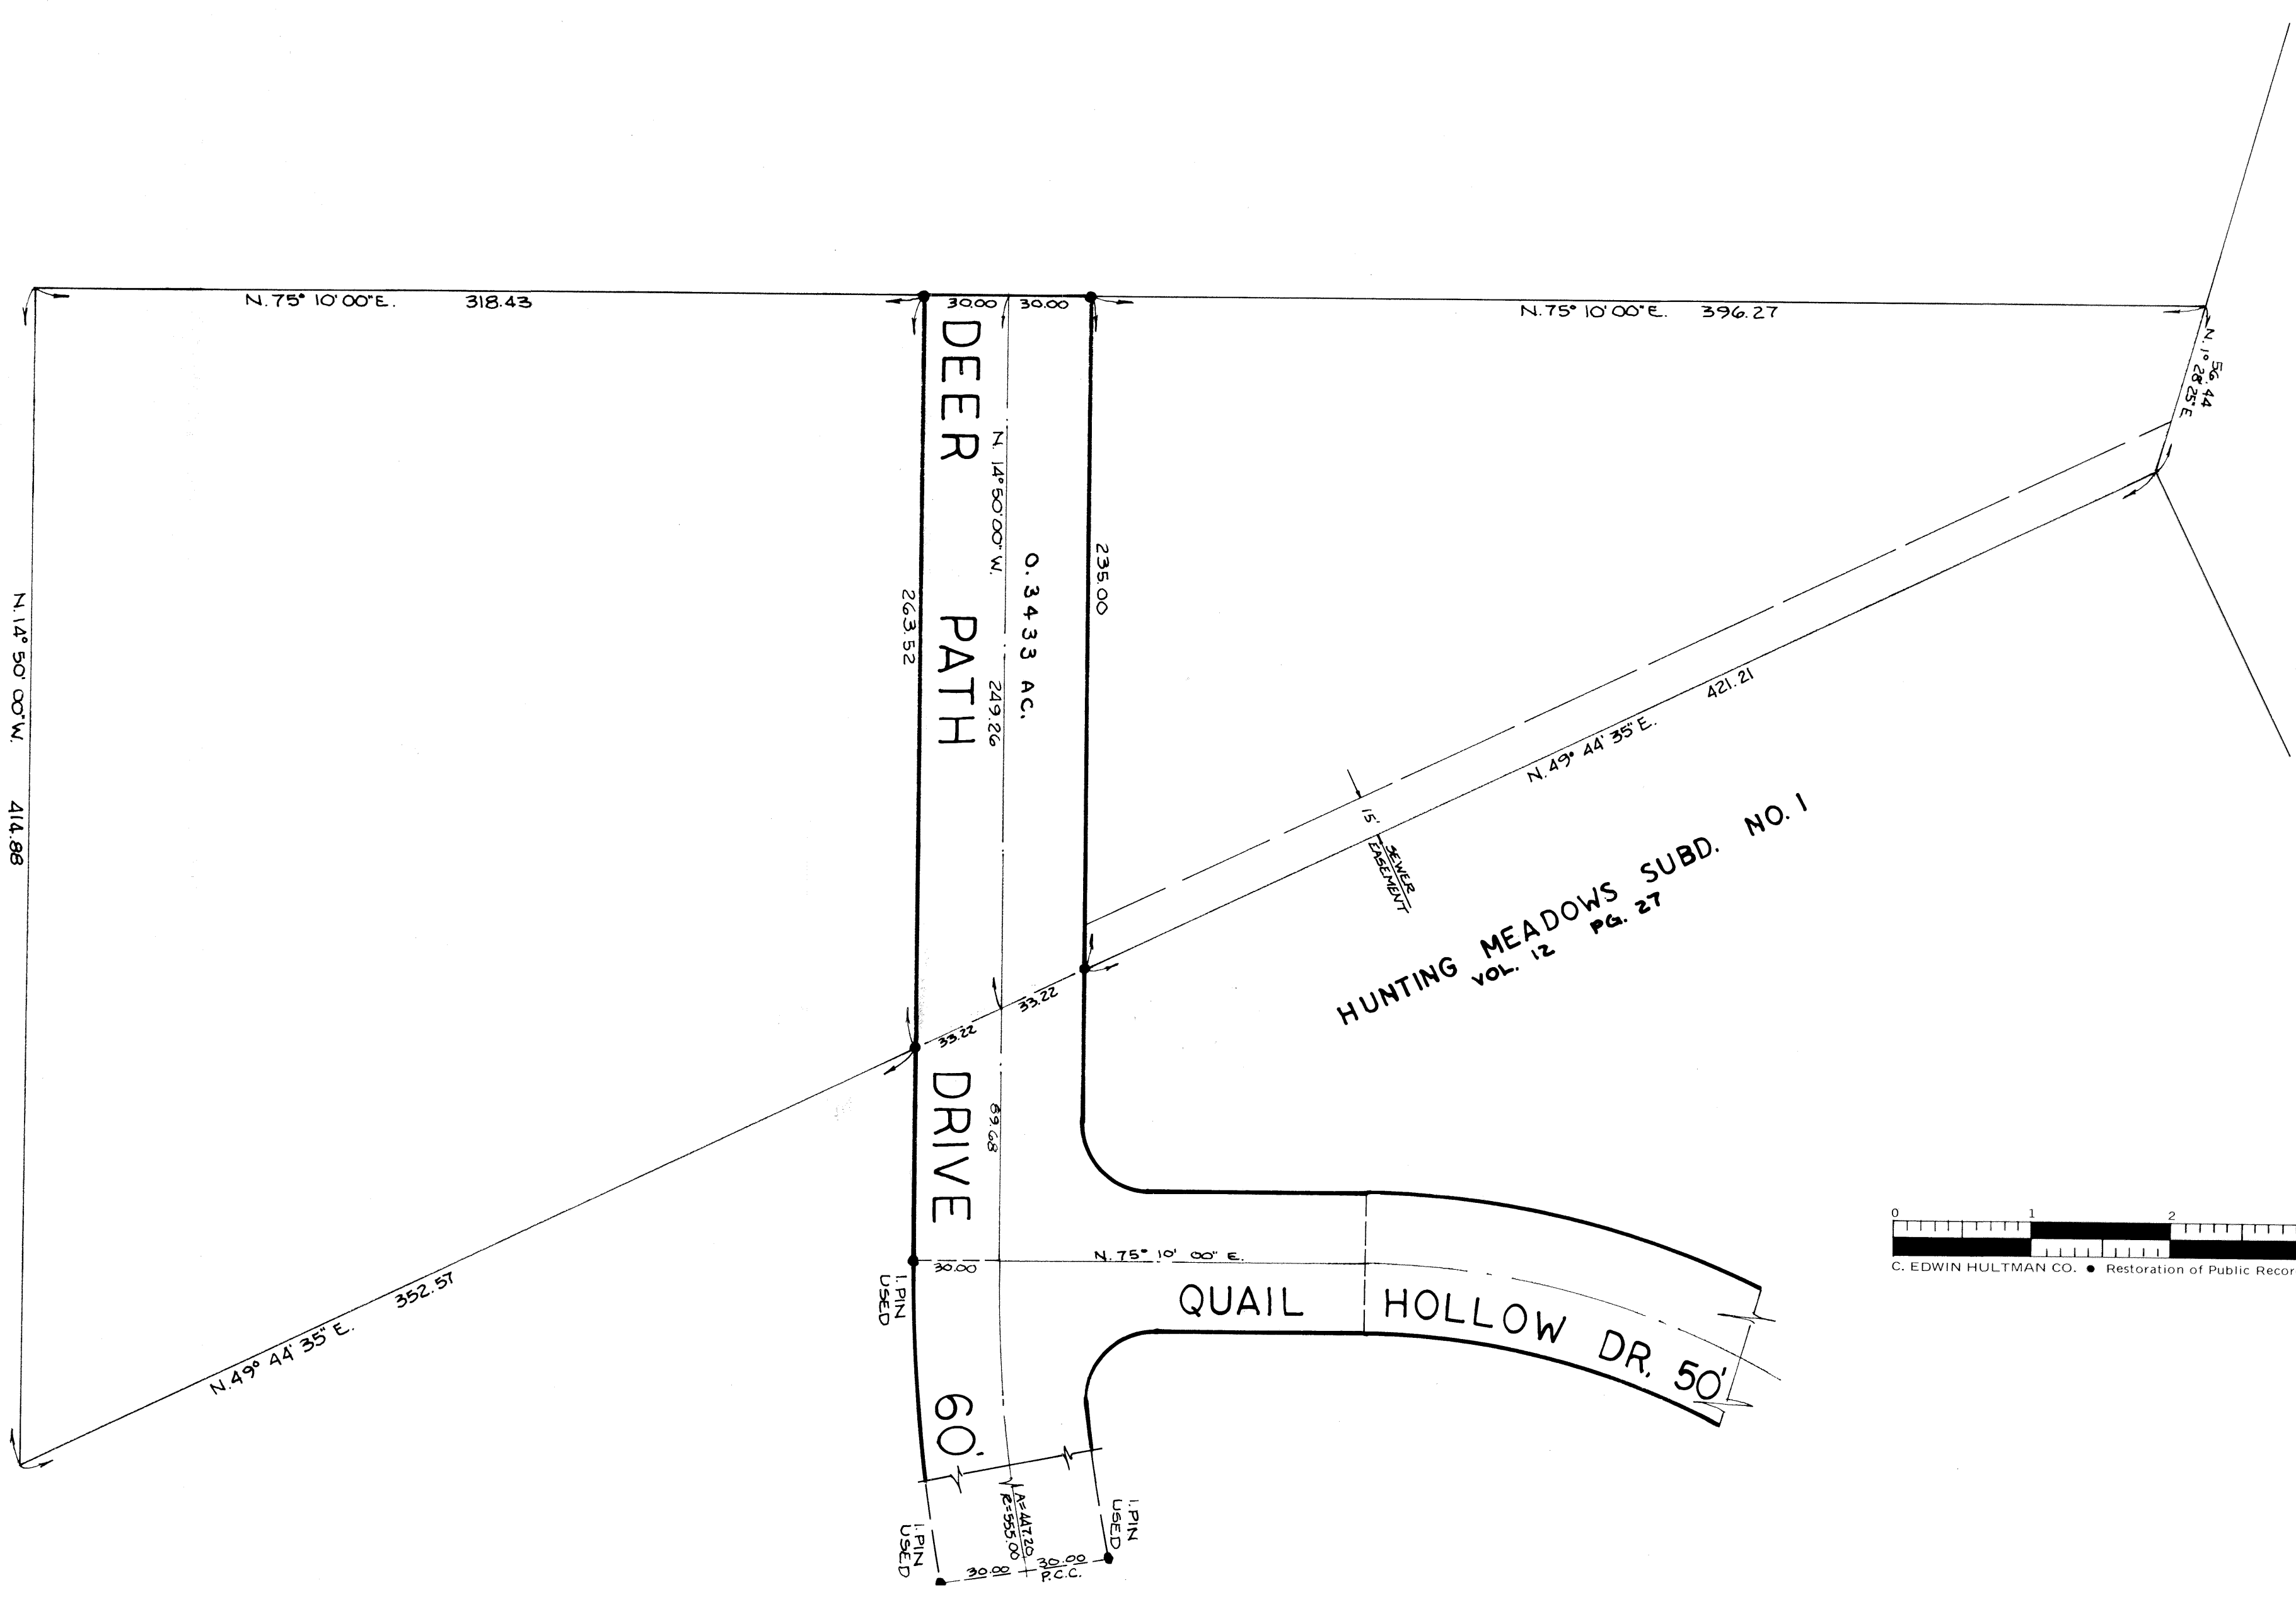 N. 75° 10' 00" E. 318.43
30.00 30.00
N. 75° 10' 00" E. 396.27
56.44
N. 1° 28' 25" E
DEER PATH DRIVE 60'
N. 14° 50' 00" W. 249.26
0.3433 AC.
263.52
235.00
N. 14° 50' 00" W. 414.88
421.21
N. 49° 44' 35" E.
15' SEWER
EASEMENT
HUNTING MEADOWS SUBD. NO. 1
VOL. 12 PG. 27
33.22 33.22
89.68
352.57
N. 49° 44' 35" E.
N. 75° 10' 00" E.
30.00
I. PIN
USED
QUAIL HOLLOW DR. 50'
0 1 2
C. EDWIN HULTMAN CO. ● Restoration of Public Recor
A=447.20
R=555.00
I. PIN
USED
I. PIN
USED
30.00 30.00
P.C.C.